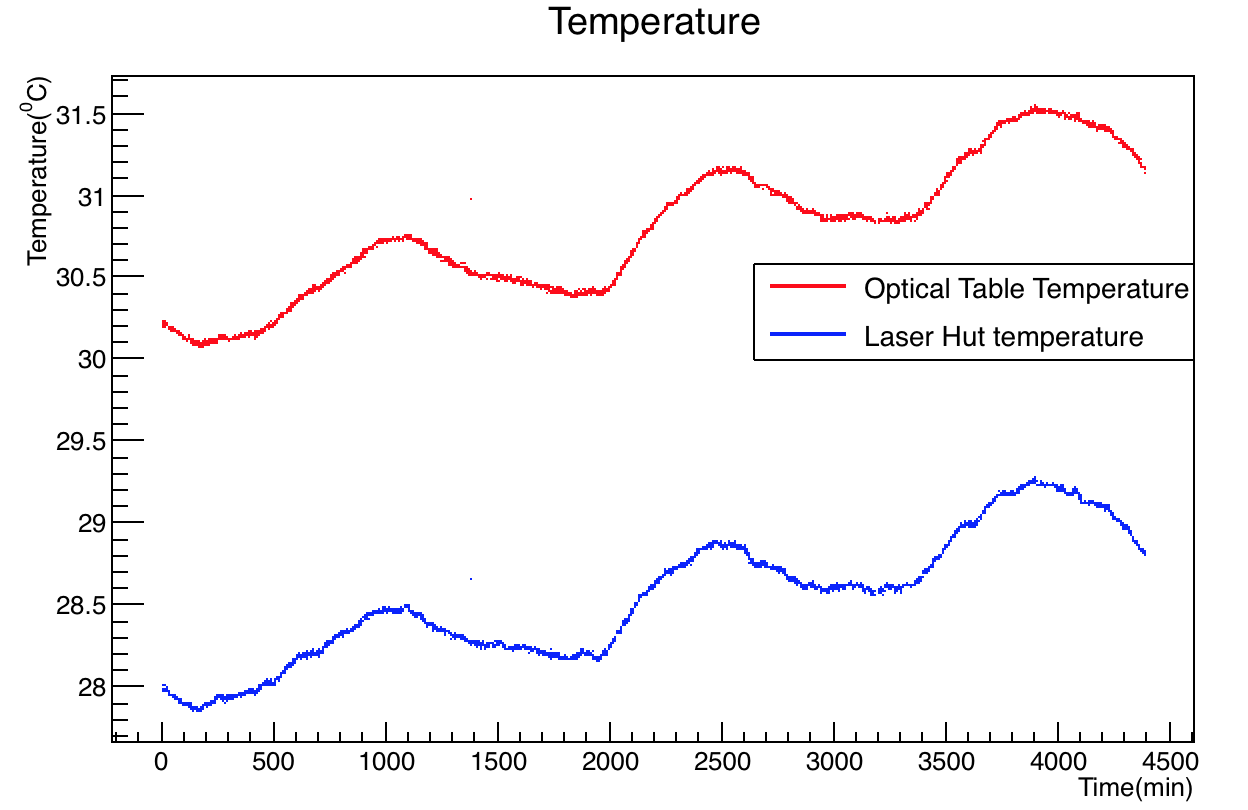 Temperature
Temperature(⁰C)
31.5
31
30.5
30
29.5
29
28.5
28
Optical Table Temperature
Laser Hut temperature
0 500 1000 1500 2000 2500 3000 3500 4000 4500
Time(min)